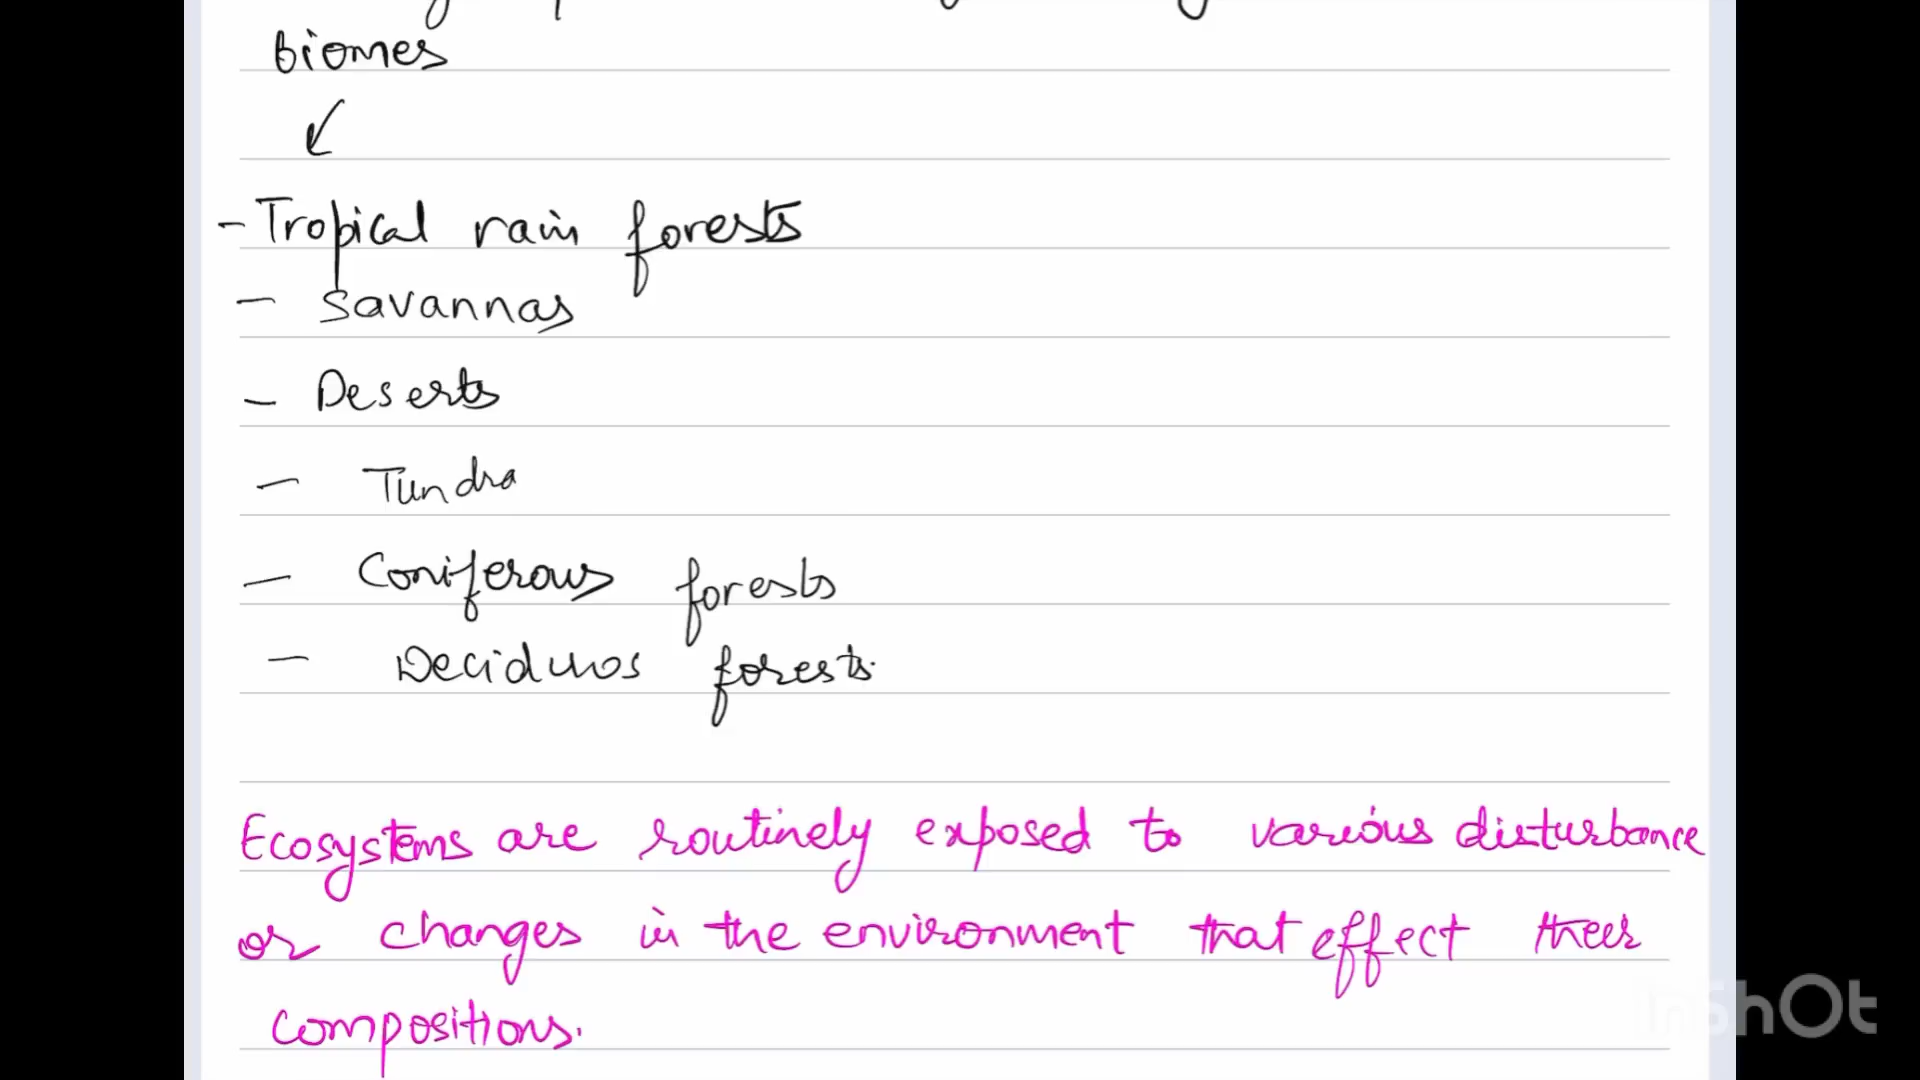 biomes
- Tropical rain forests
- Savannas
- Deserts
- Tundra
- Coniferous forests
- Deciduos forests.
Ecosystems are routinely exposed to various disturbance
or changes in the environment that effect their
compositions.
InShOt